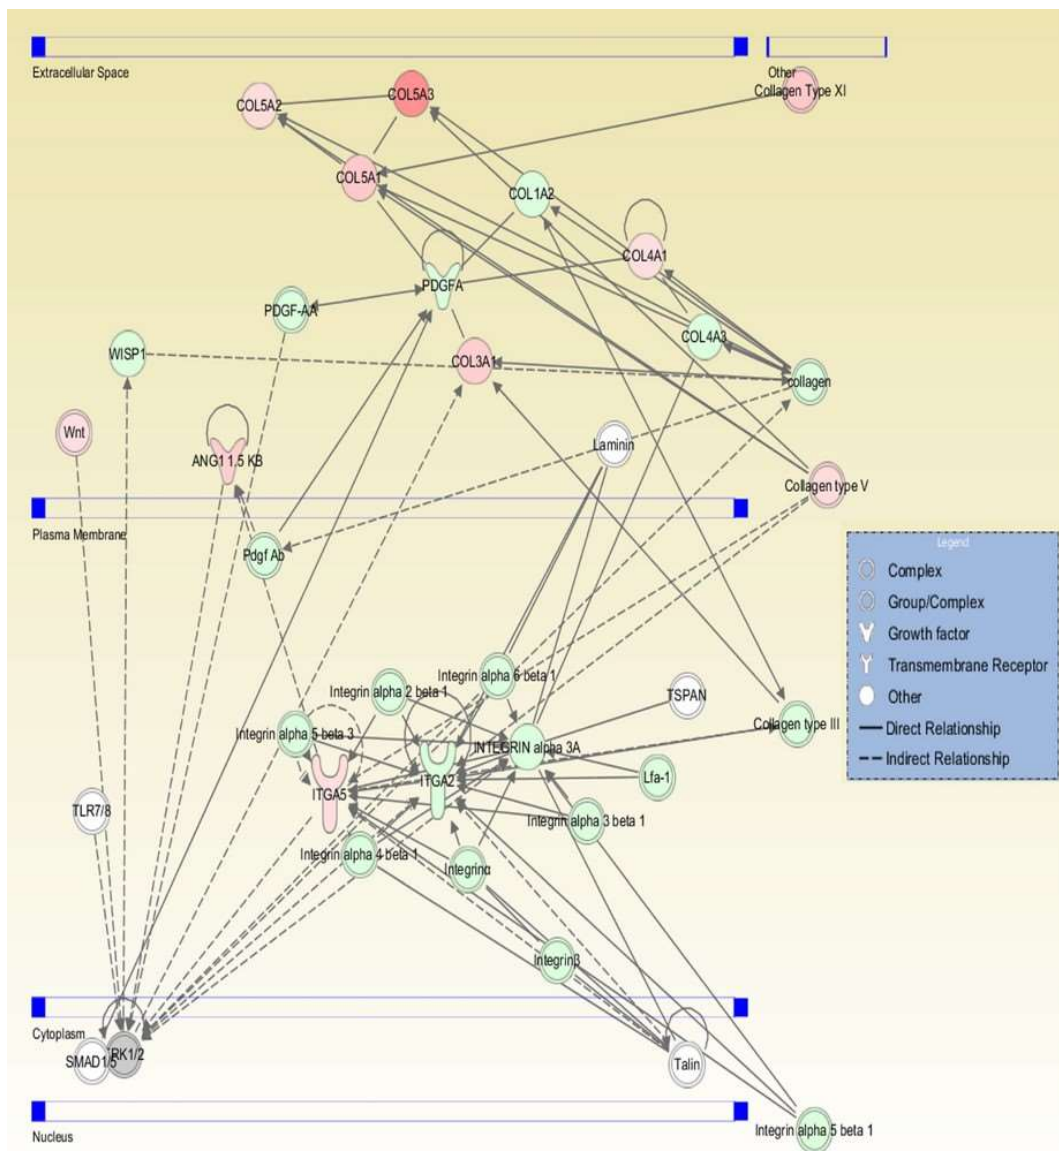 Extracellular Space
Other
Collagen Type XI
COL5A3
COL5A2
COL5A1
COL1A2
COL4A1
PDGFA
PDGF-AA
COL4A3
WISP1
COL3A1
collagen
Wnt
Laminin
ANG1 1.5 KB
Collagen type V
Plasma Membrane
Pdgf Ab
Legend
Complex
Group/Complex
Growth factor
Transmembrane Receptor
Other
Direct Relationship
Indirect Relationship
Integrin alpha 6 beta 1
Integrin alpha 2 beta 1
TSPAN
Collagen type III
Integrin alpha 5 beta 3
INTEGRIN alpha 3A
ITGA2
Lfa-1
ITGA5
TLR7/8
Integrin alpha 3 beta 1
Integrin alpha 4 beta 1
Integrinα
Integrinβ
Cytoplasm
SMAD1/5
RK1/2
Talin
Nucleus
Integrin alpha 5 beta 1